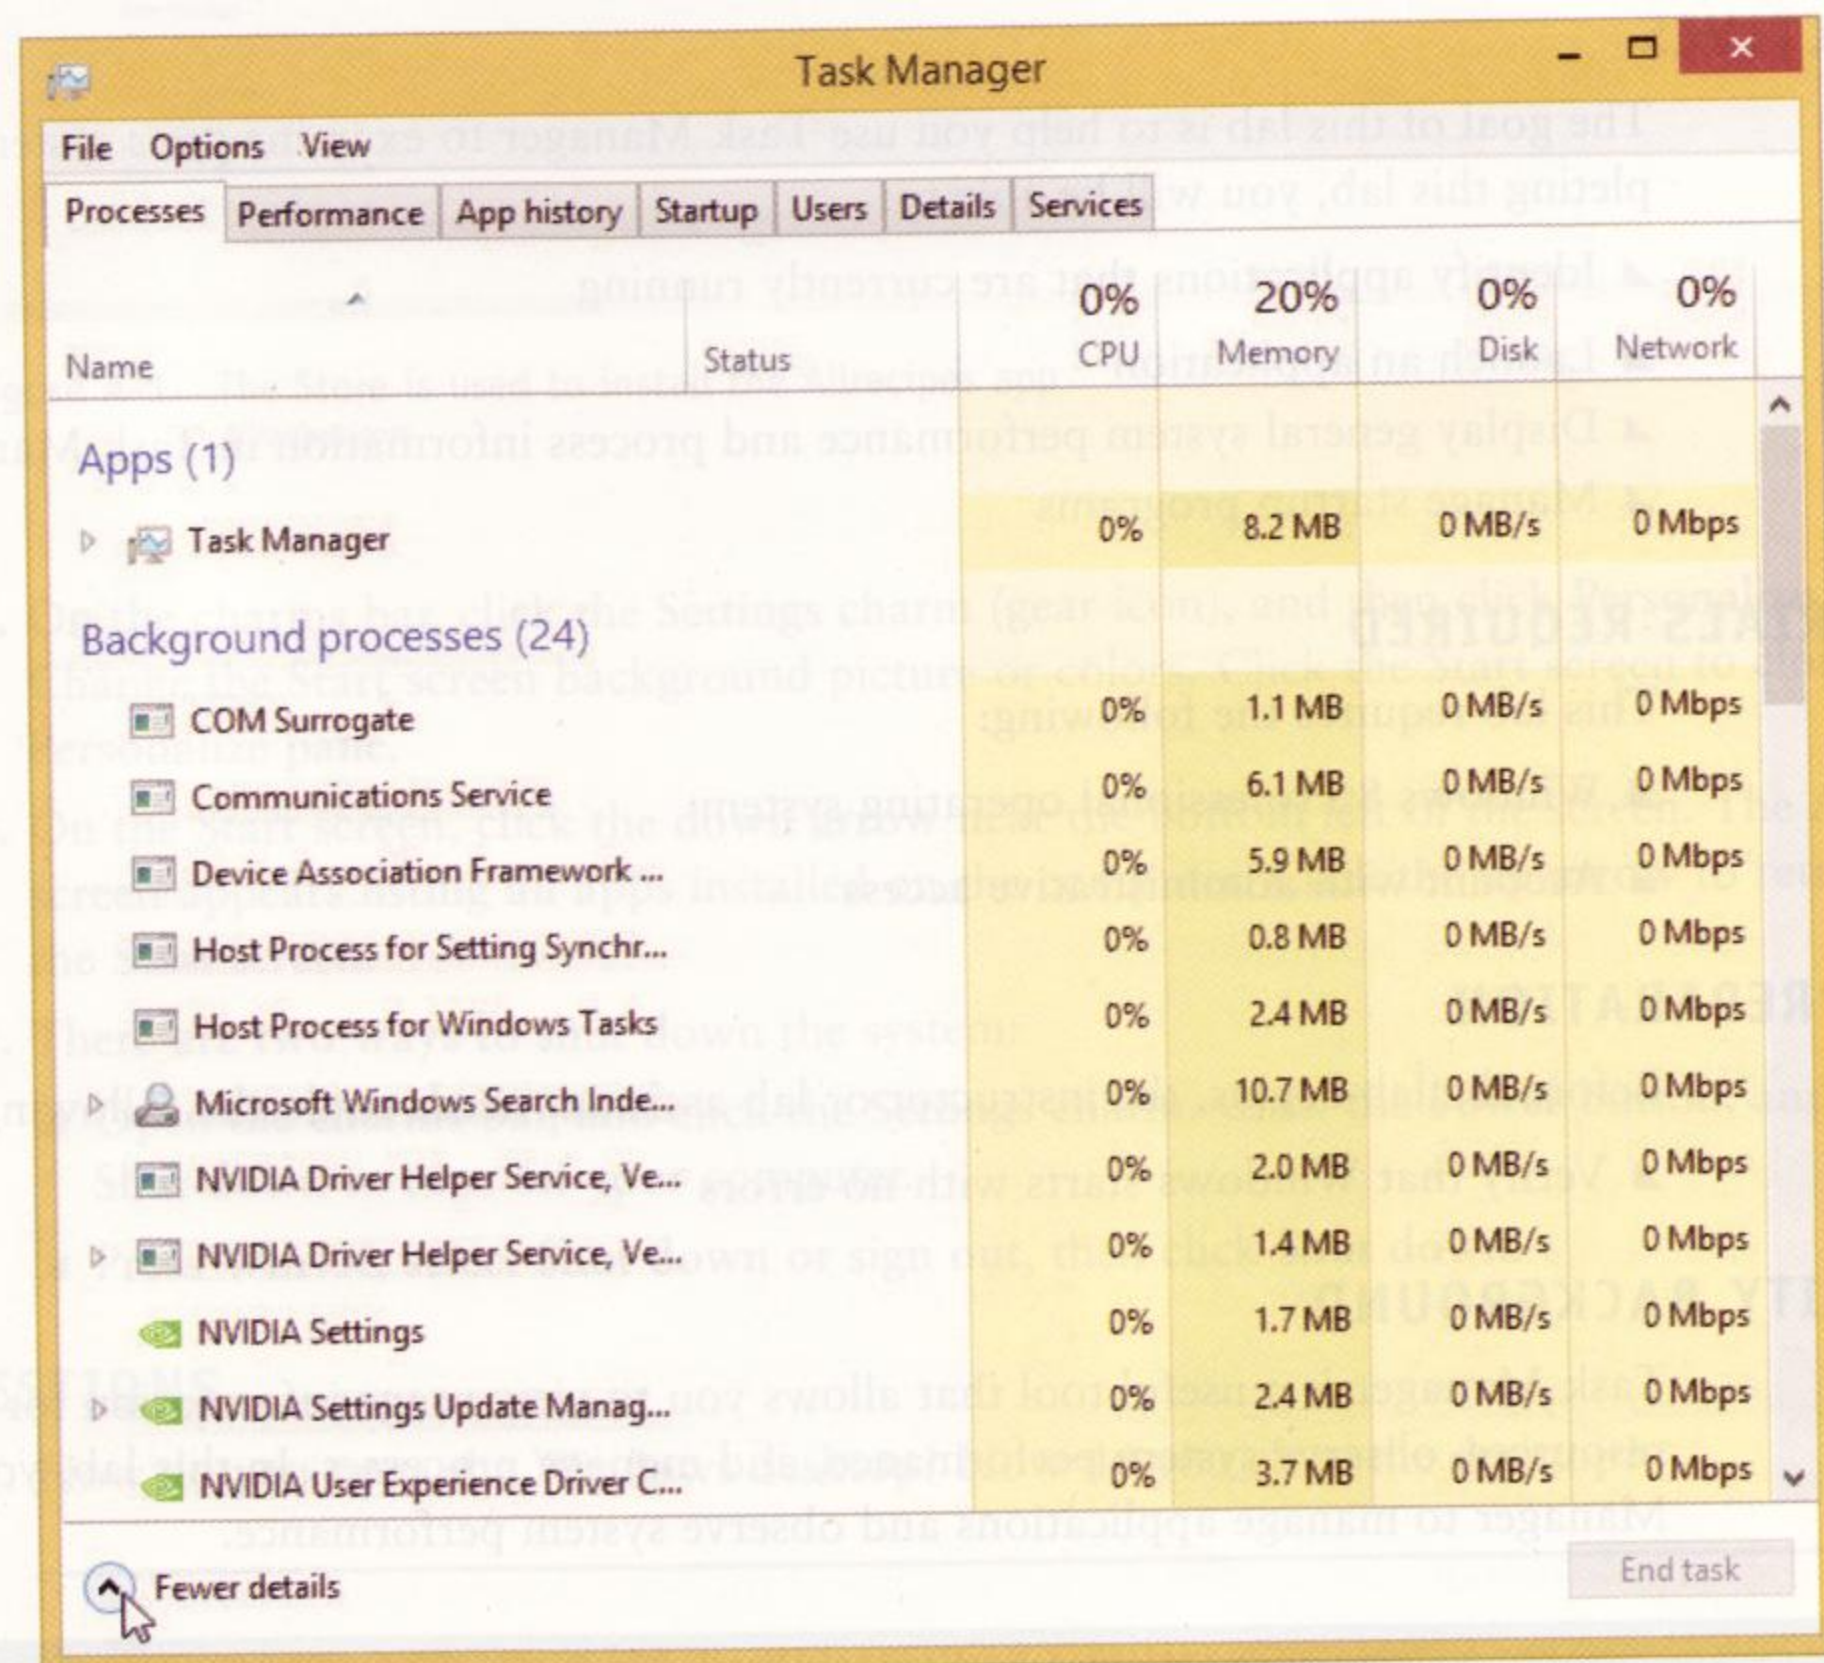 Task Manager
File Options View
Processes Performance App history Startup Users Details Services
0% 20% 0% 0%
Name Status CPU Memory Disk Network
Apps (1)
Task Manager 0% 8.2 MB 0 MB/s 0 Mbps
Background processes (24)
COM Surrogate 0% 1.1 MB 0 MB/s 0 Mbps
Communications Service 0% 6.1 MB 0 MB/s 0 Mbps
Device Association Framework ... 0% 5.9 MB 0 MB/s 0 Mbps
Host Process for Setting Synchr... 0% 0.8 MB 0 MB/s 0 Mbps
Host Process for Windows Tasks 0% 2.4 MB 0 MB/s 0 Mbps
Microsoft Windows Search Inde... 0% 10.7 MB 0 MB/s 0 Mbps
NVIDIA Driver Helper Service, Ve... 0% 2.0 MB 0 MB/s 0 Mbps
NVIDIA Driver Helper Service, Ve... 0% 1.4 MB 0 MB/s 0 Mbps
NVIDIA Settings 0% 1.7 MB 0 MB/s 0 Mbps
NVIDIA Settings Update Manag... 0% 2.4 MB 0 MB/s 0 Mbps
NVIDIA User Experience Driver C... 0% 3.7 MB 0 MB/s 0 Mbps
Fewer details End task